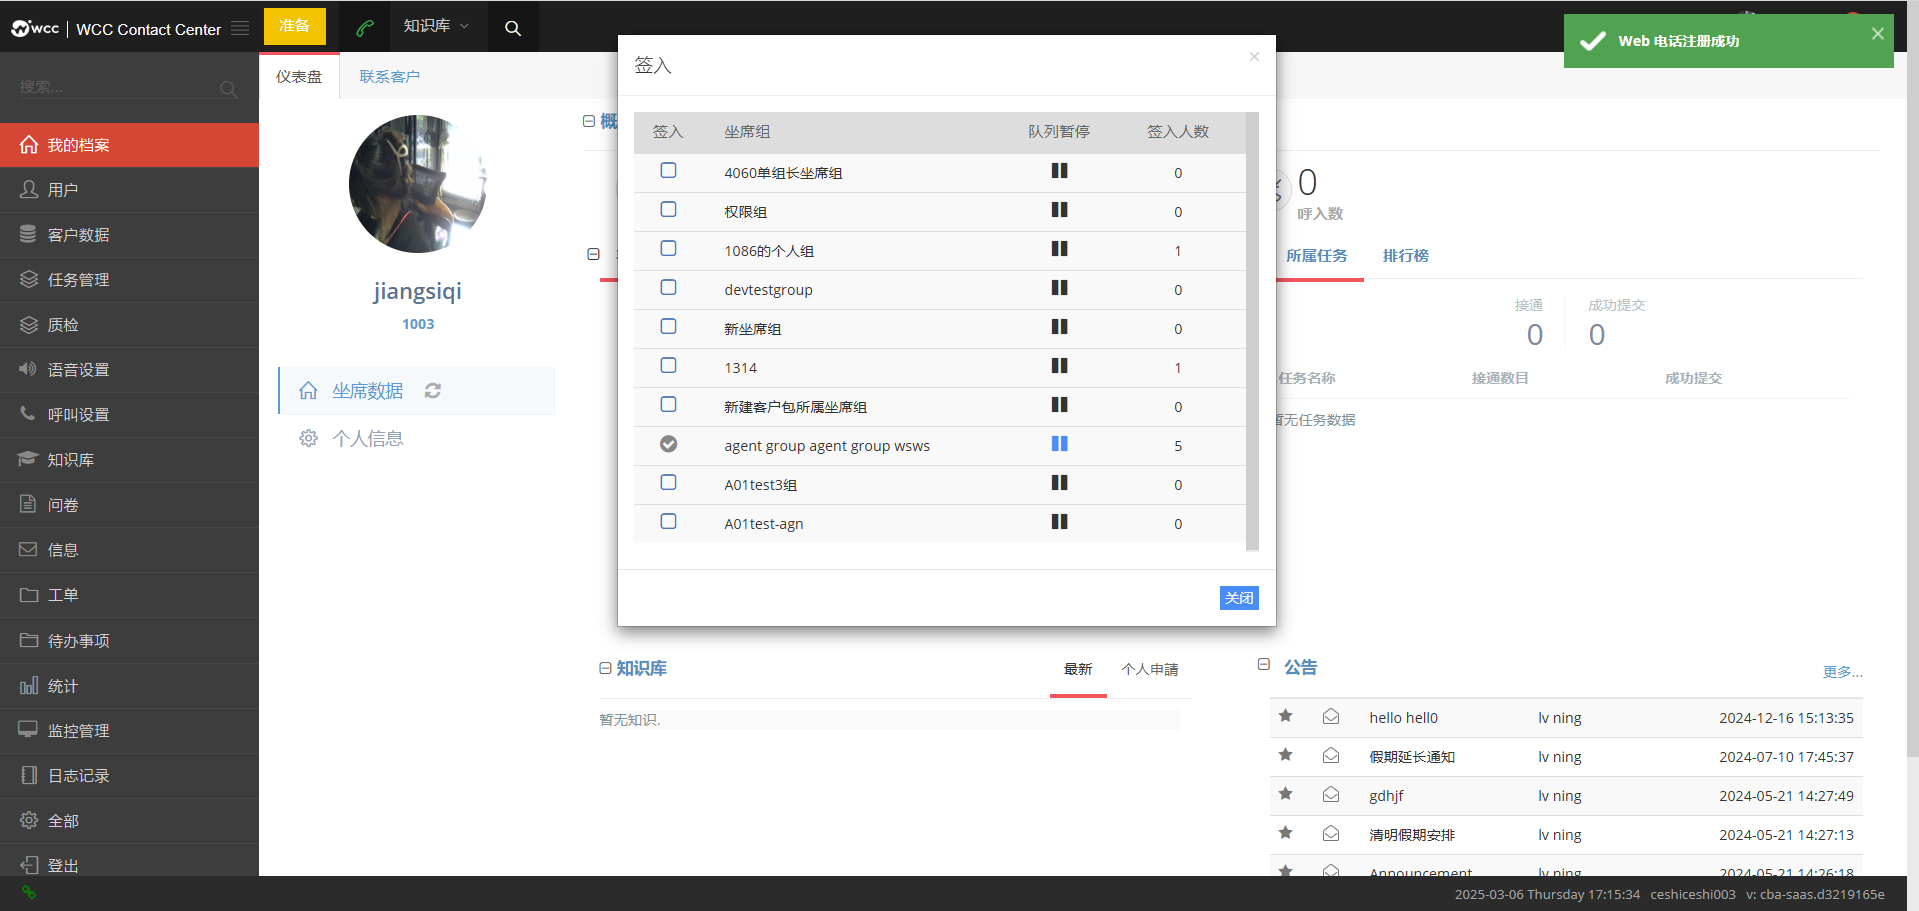 wcc | WCC Contact Center
准备
知识库
Web 电话注册成功
搜索...
我的档案
用户
客户数据
任务管理
质检
语音设置
呼叫设置
知识库
问卷
信息
工单
待办事项
统计
监控管理
日志记录
全部
登出
仪表盘
联系客户
jiangsiqi
1003
坐席数据
个人信息
概
签入
签入 坐席组 队列暂停 签入人数
4060单组长坐席组 0
权限组 0
1086的个人组 1
devtestgroup 0
新坐席组 0
1314 1
新建客户包所属坐席组 0
agent group agent group wsws 5
A01test3组 0
A01test-agn 0
关闭
0
呼入数
所属任务 排行榜
接通 成功提交
0 0
任务名称 接通数目 成功提交
暂无任务数据
知识库 最新 个人申請
暂无知识.
公告 更多...
hello hell0 lv ning 2024-12-16 15:13:35
假期延长通知 lv ning 2024-07-10 17:45:37
gdhjf lv ning 2024-05-21 14:27:49
清明假期安排 lv ning 2024-05-21 14:27:13
Announcement lv ning 2024-05-21 14:26:18
2025-03-06 Thursday 17:15:34 ceshiceshi003 v: cba-saas.d3219165e